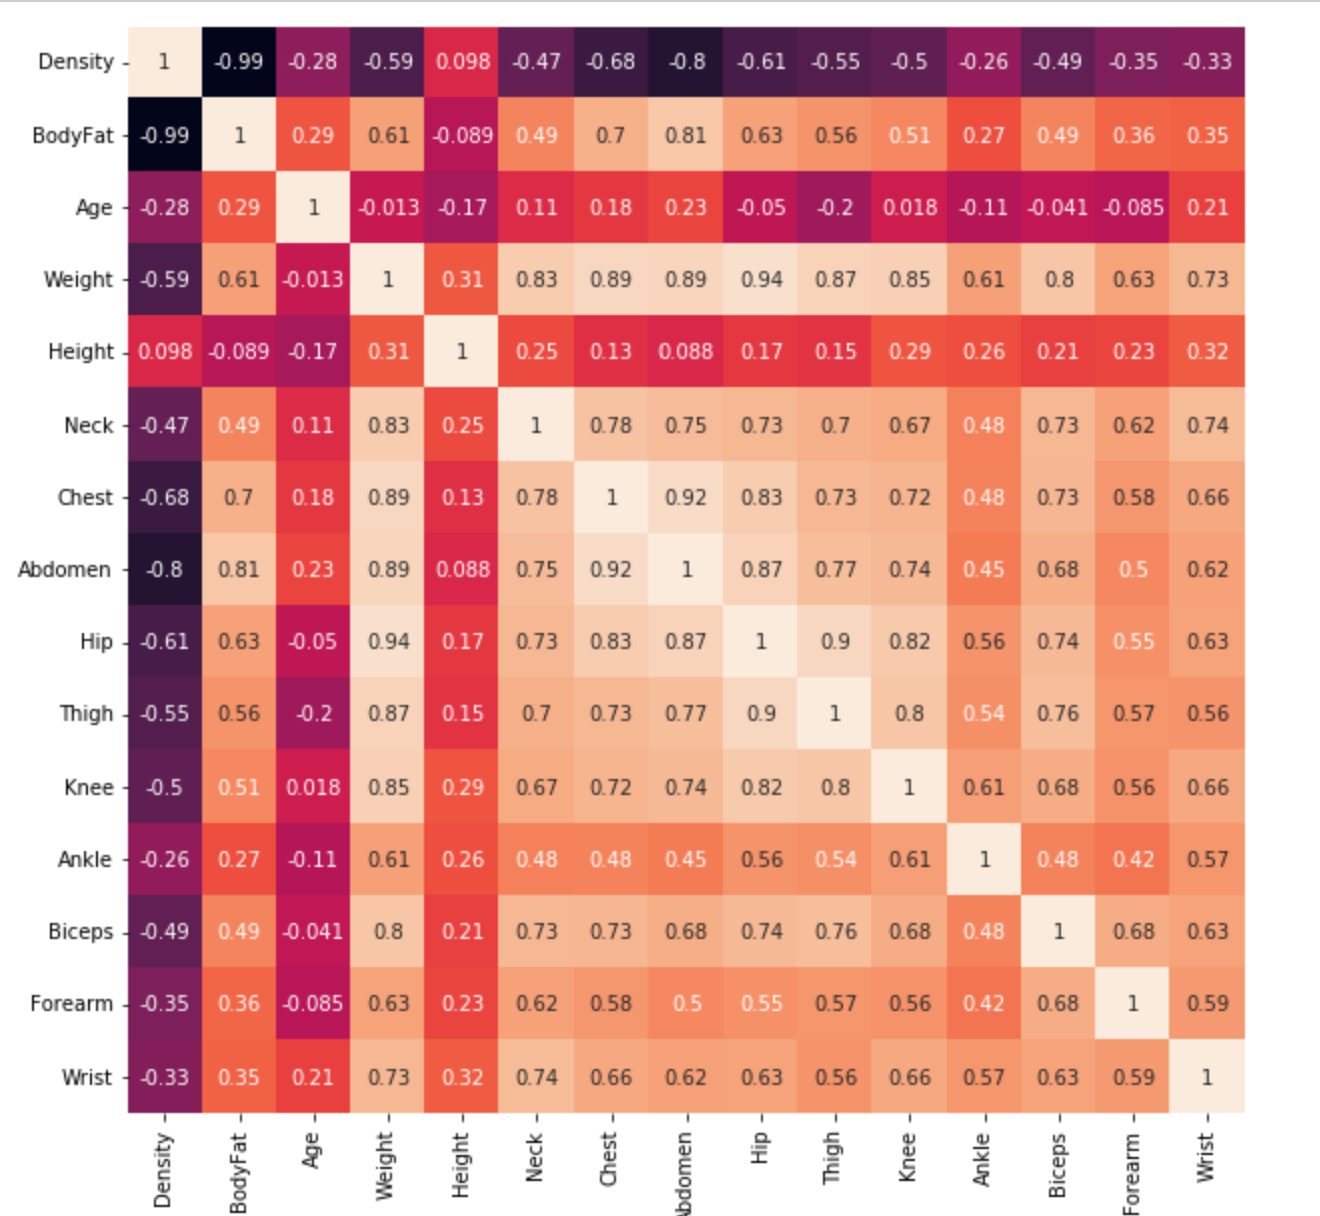 Density 1 -0.99 -0.28 -0.59 0.098 -0.47 -0.68 -0.8 -0.61 -0.55 -0.5 -0.26 -0.49 -0.35 -0.33
BodyFat -0.99 1 0.29 0.61 -0.089 0.49 0.7 0.81 0.63 0.56 0.51 0.27 0.49 0.36 0.35
Age -0.28 0.29 1 -0.013 -0.17 0.11 0.18 0.23 -0.05 -0.2 0.018 -0.11 -0.041 -0.085 0.21
Weight -0.59 0.61 -0.013 1 0.31 0.83 0.89 0.89 0.94 0.87 0.85 0.61 0.8 0.63 0.73
Height 0.098 -0.089 -0.17 0.31 1 0.25 0.13 0.088 0.17 0.15 0.29 0.26 0.21 0.23 0.32
Neck -0.47 0.49 0.11 0.83 0.25 1 0.78 0.75 0.73 0.7 0.67 0.48 0.73 0.62 0.74
Chest -0.68 0.7 0.18 0.89 0.13 0.78 1 0.92 0.83 0.73 0.72 0.48 0.73 0.58 0.66
Abdomen -0.8 0.81 0.23 0.89 0.088 0.75 0.92 1 0.87 0.77 0.74 0.45 0.68 0.5 0.62
Hip -0.61 0.63 -0.05 0.94 0.17 0.73 0.83 0.87 1 0.9 0.82 0.56 0.74 0.55 0.63
Thigh -0.55 0.56 -0.2 0.87 0.15 0.7 0.73 0.77 0.9 1 0.8 0.54 0.76 0.57 0.56
Knee -0.5 0.51 0.018 0.85 0.29 0.67 0.72 0.74 0.82 0.8 1 0.61 0.68 0.56 0.66
Ankle -0.26 0.27 -0.11 0.61 0.26 0.48 0.48 0.45 0.56 0.54 0.61 1 0.48 0.42 0.57
Biceps -0.49 0.49 -0.041 0.8 0.21 0.73 0.73 0.68 0.74 0.76 0.68 0.48 1 0.68 0.63
Forearm -0.35 0.36 -0.085 0.63 0.23 0.62 0.58 0.5 0.55 0.57 0.56 0.42 0.68 1 0.59
Wrist -0.33 0.35 0.21 0.73 0.32 0.74 0.66 0.62 0.63 0.56 0.66 0.57 0.63 0.59 1
Density BodyFat Age Weight Height Neck Chest Abdomen Hip Thigh Knee Ankle Biceps Forearm Wrist